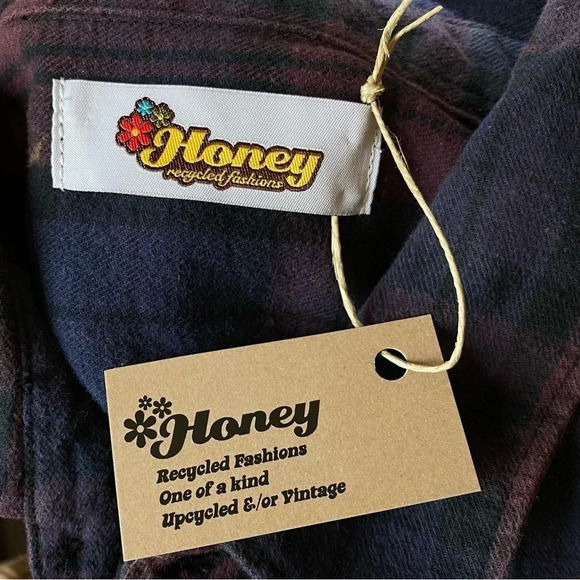 Honey
recycled fashions
Honey
Recycled Fashions
One of a kind
Upcycled &/or Vintage